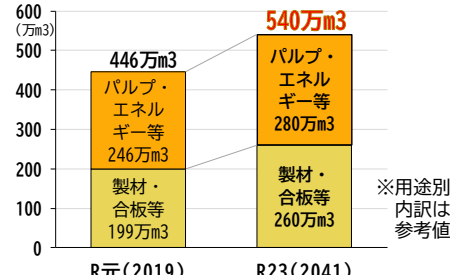 600
(万m3)
500
400
300
200
100
0
446万m3
パルプ・
エネル
ギー等
246万m3
製材・
合板等
199万m3
R元(2019)
540万m3
パルプ・
エネル
ギー等
280万m3
製材・
合板等
260万m3
R23(2041)
※用途別
内訳は
参考値